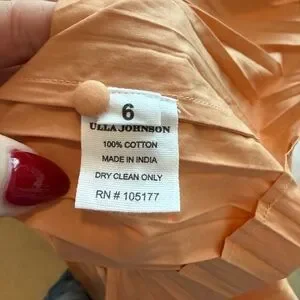 6
ULLA JOHNSON
100% COTTON
MADE IN INDIA
DRY CLEAN ONLY
RN # 105177